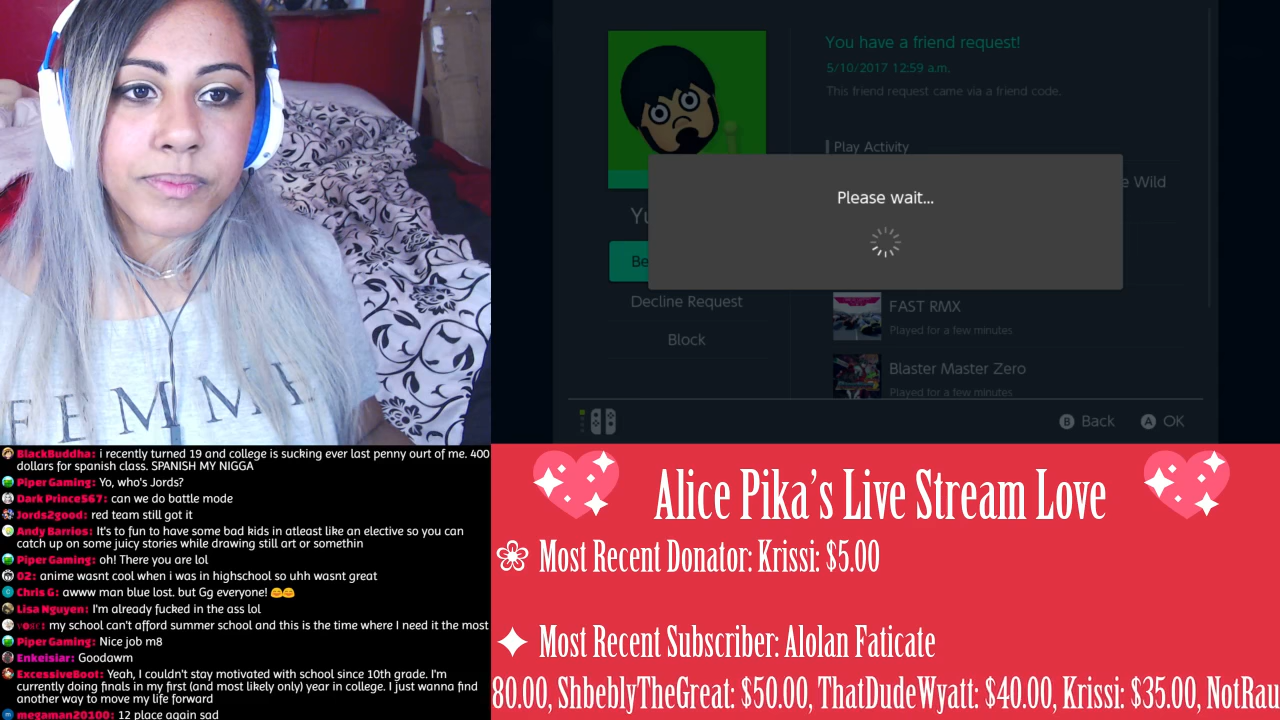 FEMME
You have a friend request!
5/10/2017 12:59 a.m.
This friend request came via a friend code.
Play Activity
Wild
Please wait...
Decline Request
Block
FAST RMX
Played for a few minutes
Blaster Master Zero
Played for a few minutes
B Back A OK
BlackBuddha: i recently turned 19 and college is sucking ever last penny ourt of me. 400
dollars for spanish class. SPANISH MY NIGGA
Piper Gaming: Yo, who's Jords?
Dark Prince567: can we do battle mode
Jords2good: red team still got it
Andy Barrios: It's to fun to have some bad kids in atleast like an elective so you can
catch up on some juicy stories while drawing still art or somethin
Piper Gaming: oh! There you are lol
02: anime wasnt cool when i was in highschool so uhh wasnt great
Chris G: awww man blue lost. but Gg everyone! 😊😊
Lisa Nguyen: I'm already fucked in the ass lol
my school can't afford summer school and this is the time where I need it the most
Piper Gaming: Nice job m8
Enkeisiar: Goodawm
ExcessiveBoot: Yeah, I couldn't stay motivated with school since 10th grade. I'm
currently doing finals in my first (and most likely only) year in college. I just wanna find
another way to move my life forward
megaman20100: 12 place again sad
Alice Pika's Live Stream Love
Most Recent Donator: Krissi: $5.00
Most Recent Subscriber: Alolan Faticate
80.00, ShbeblyTheGreat: $50.00, ThatDudeWyatt: $40.00, Krissi: $35.00, NotRau